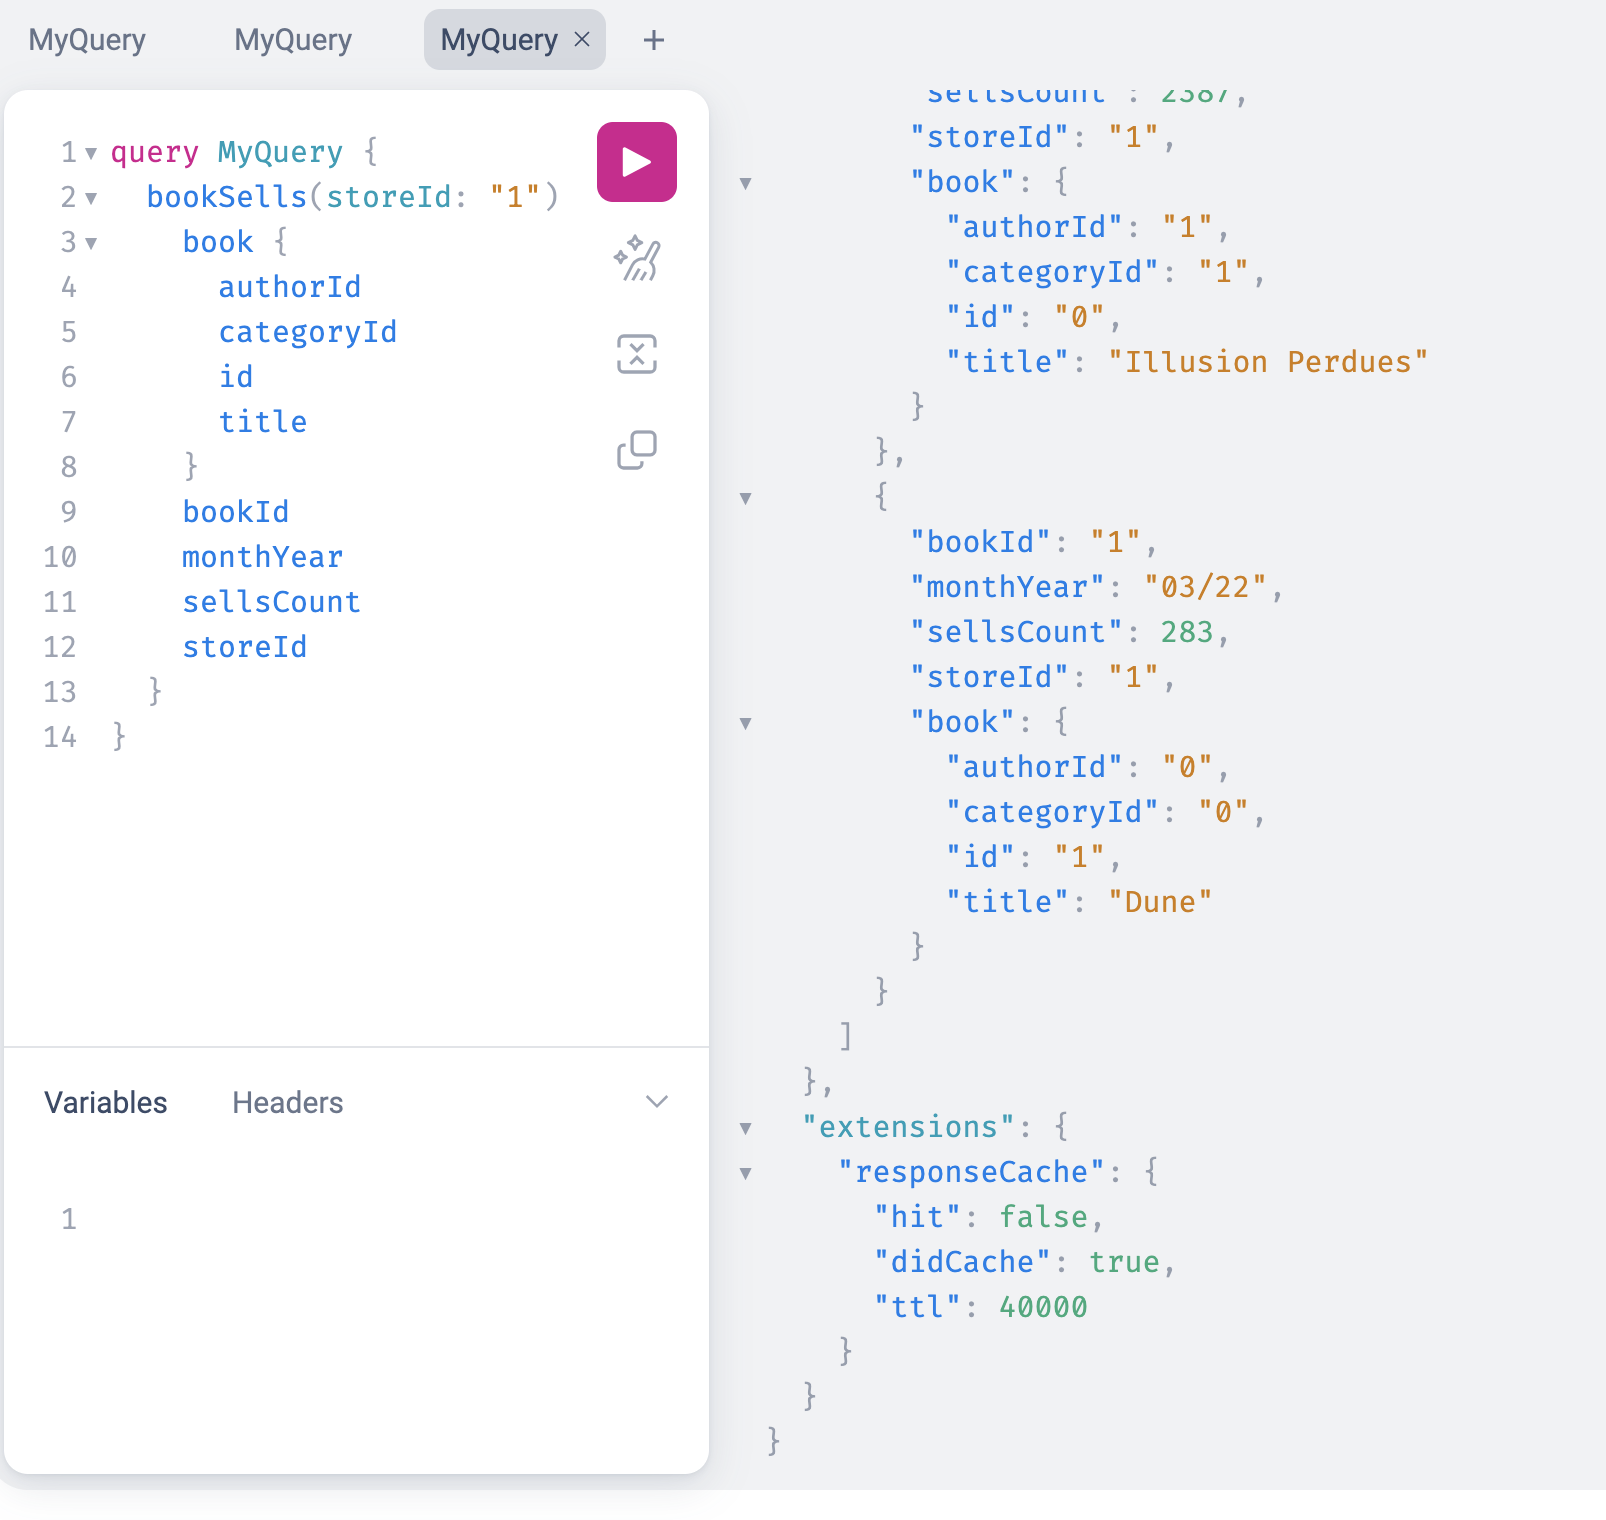 MyQuery MyQuery MyQuery × +
1 query MyQuery {
2 bookSells(storeId: "1")
3 book {
4 authorId
5 categoryId
6 id
7 title
8 }
9 bookId
10 monthYear
11 sellsCount
12 storeId
13 }
14 }
Variables Headers
1
sellsCount": 2387,
"storeId": "1",
"book": {
"authorId": "1",
"categoryId": "1",
"id": "0",
"title": "Illusion Perdues"
}
},
{
"bookId": "1",
"monthYear": "03/22",
"sellsCount": 283,
"storeId": "1",
"book": {
"authorId": "0",
"categoryId": "0",
"id": "1",
"title": "Dune"
}
}
]
},
"extensions": {
"responseCache": {
"hit": false,
"didCache": true,
"ttl": 40000
}
}
}